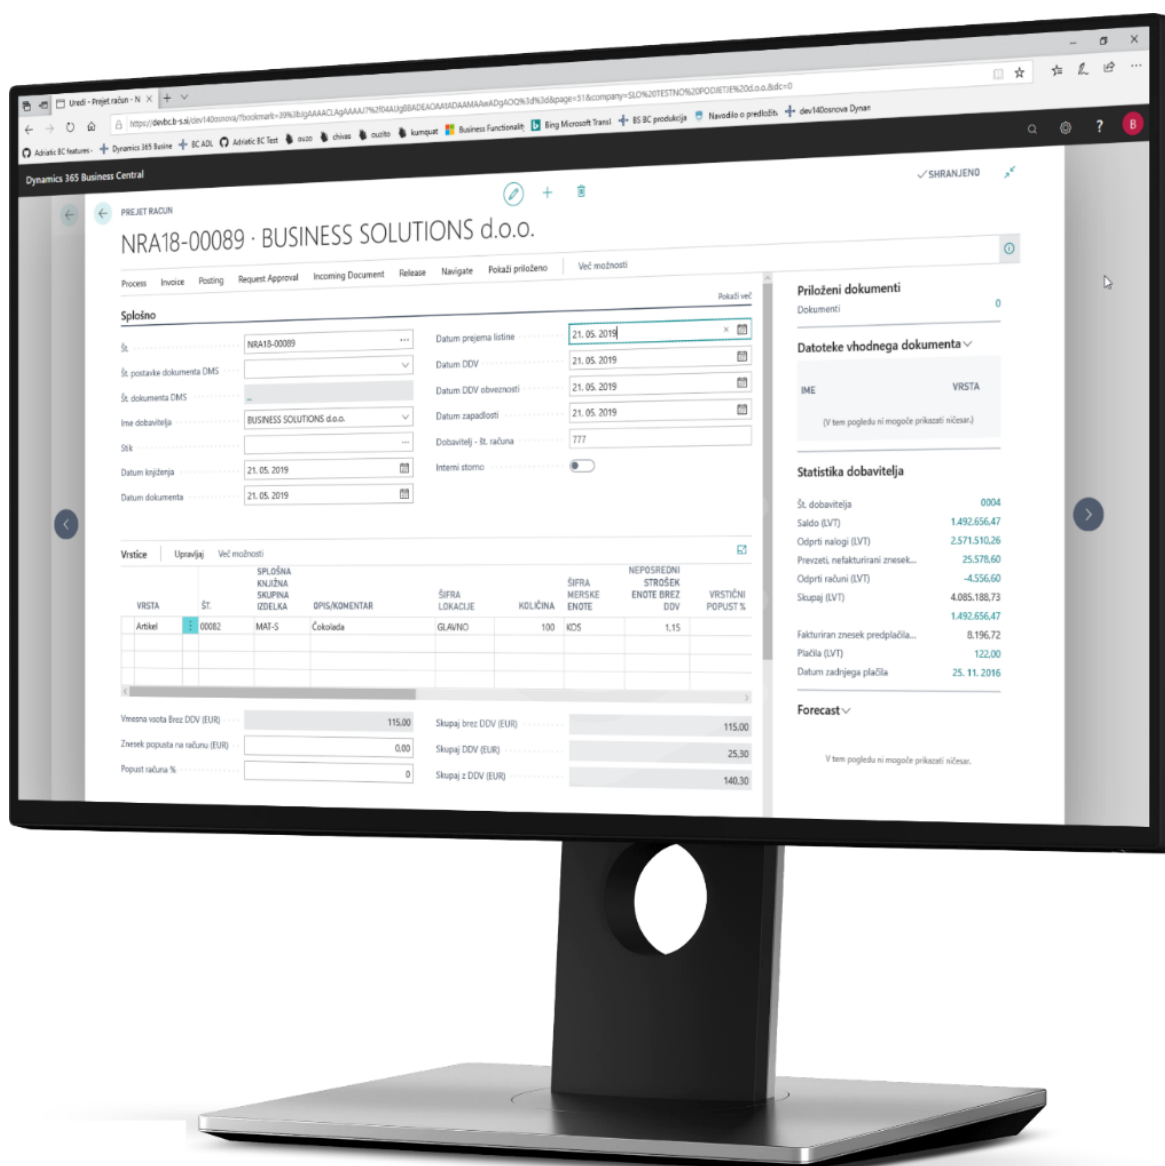 Uredi - Prejet račun - N
https://devbc.b-s.si/dev140osnova/?bookmark=
Adriatic BC features - Dynamics 365 Busine BC ADL Adriatic BC Test ouzo chivas ouzito kumquat Business Functionalit Bing Microsoft Transl BS BC produkcija Navodilo o predložit dev140osnova Dynan
Dynamics 365 Business Central ? B
PREJET RACUN ✓ SHRANJENO
NRA18-00089 · BUSINESS SOLUTIONS d.o.o.
Process Invoice Posting Request Approval Incoming Document Release Navigate Pokaži priloženo Več možnosti
Splošno Pokaži več
Št. NRA18-00089
Št. postavke dokumenta DMS
Št. dokumenta DMS
Ime dobavitelja BUSINESS SOLUTIONS d.o.o.
Stik
Datum knjiženja 21. 05. 2019
Datum dokumenta 21. 05. 2019
Datum prejema listine 21. 05. 2019
Datum DDV 21. 05. 2019
Datum DDV obveznosti 21. 05. 2019
Datum zapadlosti 21. 05. 2019
Dobavitelj - št. računa 777
Interni storno
Vrstice Upravljaj Več možnosti
VRSTA
ŠT.
SPLOŠNA
KNJIŽNA
SKUPINA
IZDELKA
OPIS/KOMENTAR
ŠIFRA
LOKACIJE
KOLIČINA
ŠIFRA
MERSKE
ENOTE
NEPOSREDNI
STROŠEK
ENOTE BREZ
DDV
VRSTIČNI
POPUST %
Artikel 00082 MAT-S Čokolada GLAVNO 100 KOS 1,15
Vmesna vsota Brez DDV (EUR) 115,00
Znesek popusta na računu (EUR) 0,00
Popust računa % 0
Skupaj brez DDV (EUR) 115,00
Skupaj DDV (EUR) 25,30
Skupaj z DDV (EUR) 140,30
Priloženi dokumenti
Dokumenti 0
Datoteke vhodnega dokumenta
IME VRSTA
(V tem pogledu ni mogoče prikazati ničesar.)
Statistika dobavitelja
Št. dobavitelja 0004
Saldo (LVT) 1.492.656,47
Odprti nalogi (LVT) 2.571.510,26
Prevzeti, nefakturirani znesek... 25.578,60
Odprti računi (LVT) -4.556,60
Skupaj (LVT) 4.085.188,73
1.492.656,47
Fakturiran znesek predplačila... 8.196,72
Plačila (LVT) 122,00
Datum zadnjega plačila 25. 11. 2016
Forecast
V tem pogledu ni mogoče prikazati ničesar.